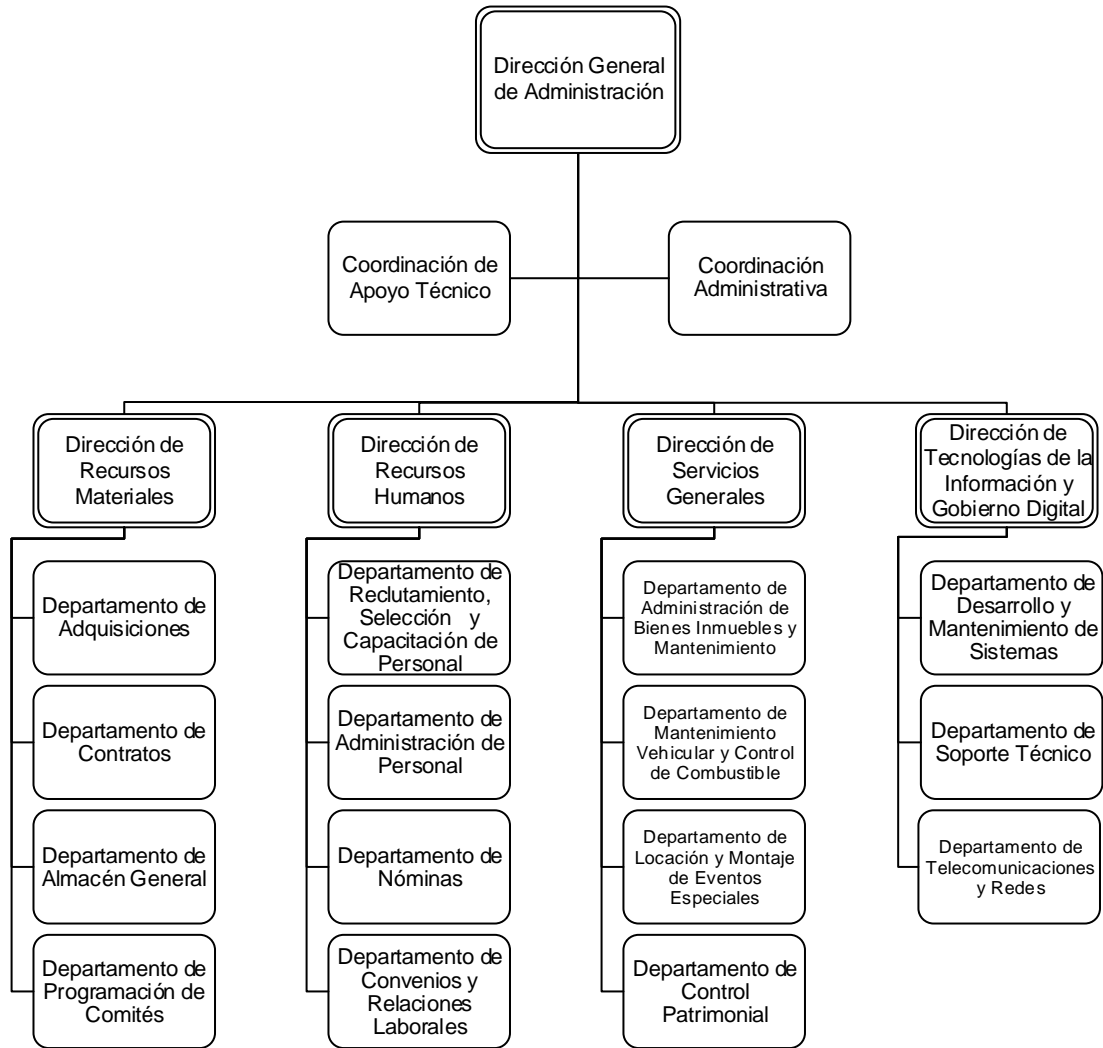 Dirección General
de Administración
Coordinación de
Apoyo Técnico
Coordinación
Administrativa
Dirección de
Recursos
Materiales
Dirección de
Recursos
Humanos
Dirección de
Servicios
Generales
Dirección de
Tecnologías de la
Información y
Gobierno Digital
Departamento de
Adquisiciones
Departamento de
Reclutamiento,
Selección y
Capacitación de
Personal
Departamento de
Administración de
Bienes Inmuebles y
Mantenimiento
Departamento de
Desarrollo y
Mantenimiento de
Sistemas
Departamento de
Contratos
Departamento de
Administración de
Personal
Departamento de
Mantenimiento
Vehicular y Control
de Combustible
Departamento de
Soporte Técnico
Departamento de
Almacén General
Departamento de
Nóminas
Departamento de
Locación y Montaje
de Eventos
Especiales
Departamento de
Telecomunicaciones
y Redes
Departamento de
Programación de
Comités
Departamento de
Convenios y
Relaciones
Laborales
Departamento de
Control
Patrimonial